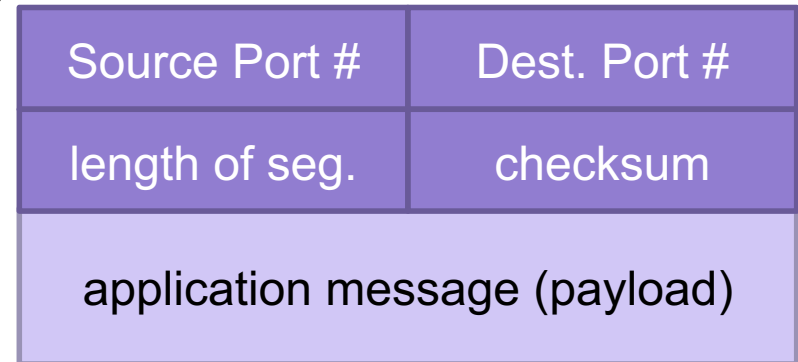 Source Port # Dest. Port #
length of seg. checksum
application message (payload)